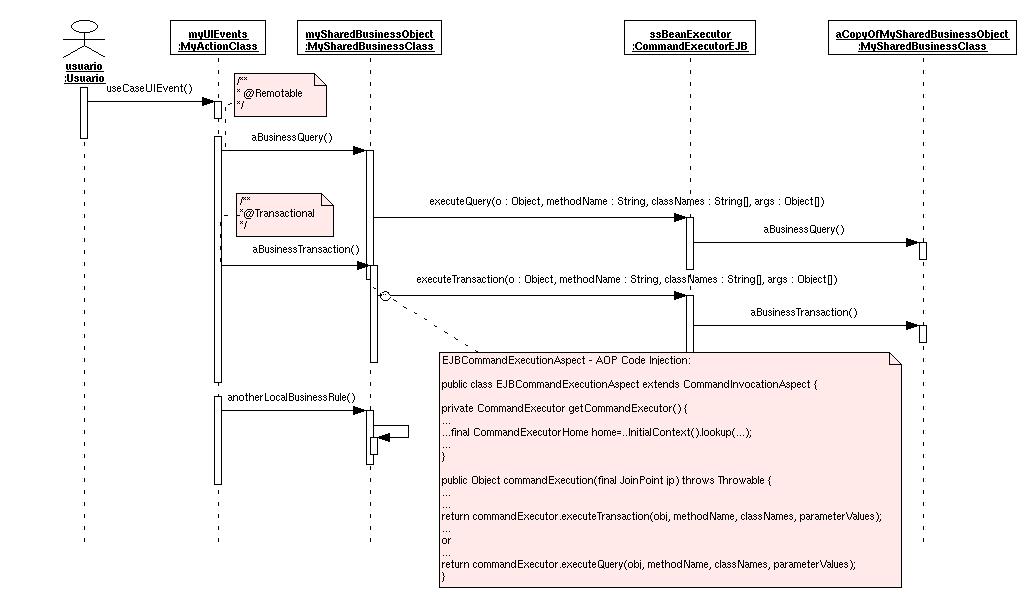 usuario
:Usuario
myUIEvents
:MyActionClass
mySharedBusinessObject
:MySharedBusinessClass
ssBeanExecutor
:CommandExecutorEJB
aCopyOfMySharedBusinessObject
:MySharedBusinessClass
useCaseUIEvent()
/**
* @Remotable
*/
aBusinessQuery()
/**
*@Transactional
*/
executeQuery(o : Object, methodName : String, classNames : String[], args : Object[])
aBusinessQuery()
aBusinessTransaction()
executeTransaction(o : Object, methodName : String, classNames : String[], args : Object[])
aBusinessTransaction()
anotherLocalBusinessRule()
EJBCommandExecutionAspect - AOP Code Injection:
public class EJBCommandExecutionAspect extends CommandInvocationAspect {
private CommandExecutor getCommandExecutor() {
...
...final CommandExecutorHome home=..InitialContext().lookup(...);
...
}
public Object commandExecution(final JoinPoint jp) throws Throwable {
...
...
return commandExecutor.executeTransaction(obj, methodName, classNames, parameterValues);
...
or
...
return commandExecutor.executeQuery(obj, methodName, classNames, parameterValues);
}